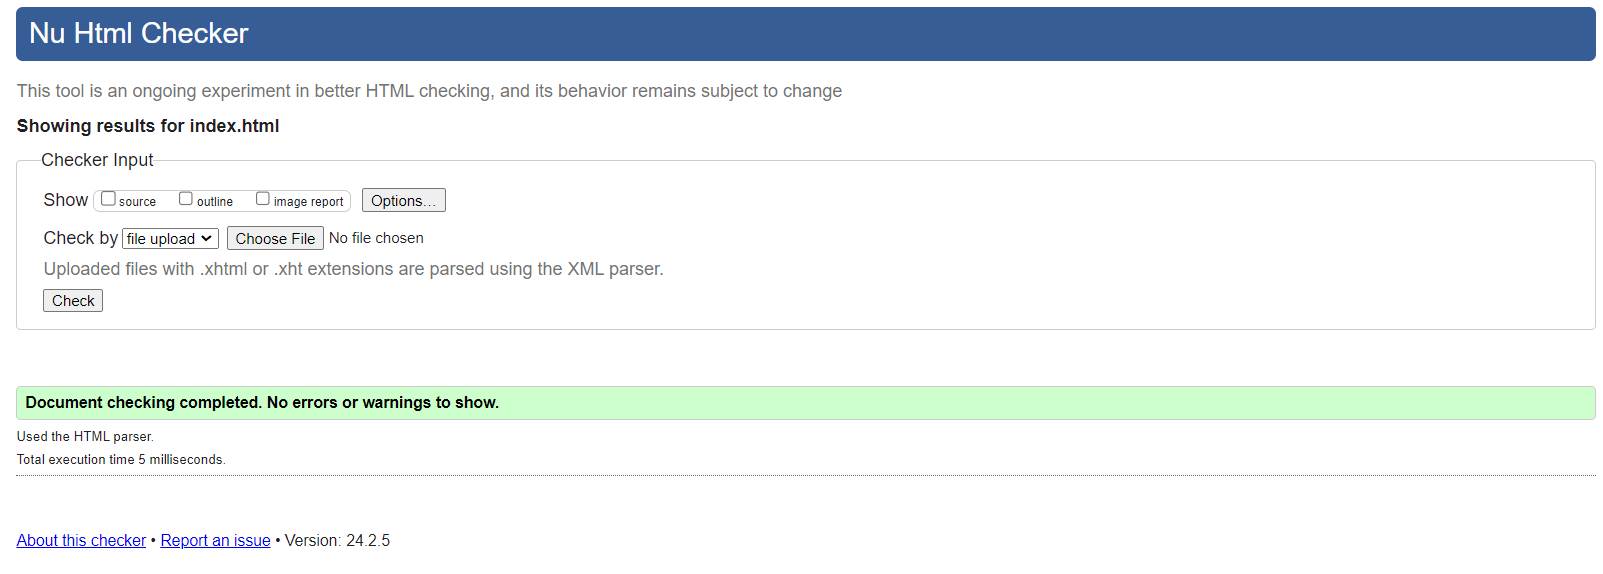 Nu Html Checker
This tool is an ongoing experiment in better HTML checking, and its behavior remains subject to change
Showing results for index.html
Checker Input
Show source outline image report Options...
Check by file upload Choose File No file chosen
Uploaded files with .xhtml or .xht extensions are parsed using the XML parser.
Check
Document checking completed. No errors or warnings to show.
Used the HTML parser.
Total execution time 5 milliseconds.
About this checker • Report an issue • Version: 24.2.5